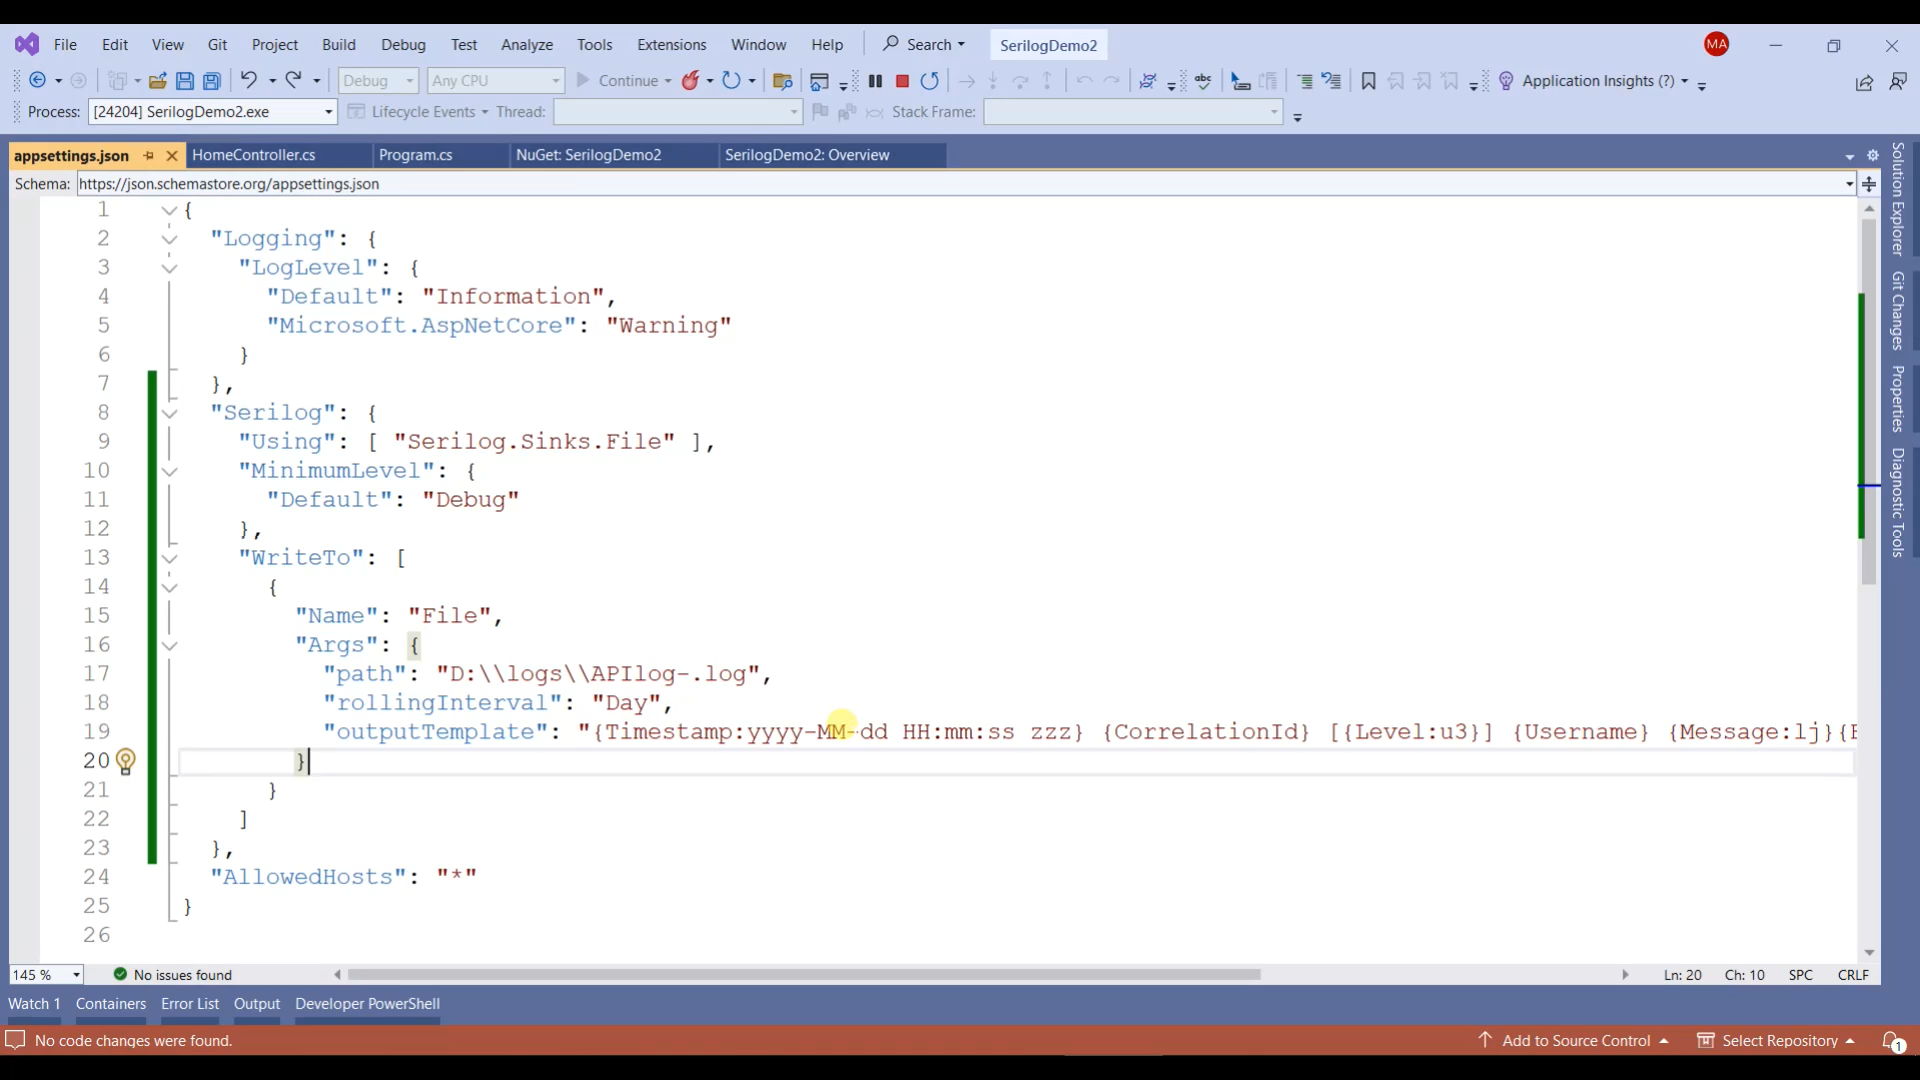 File Edit View Git Project Build Debug Test Analyze Tools Extensions Window Help Search SerilogDemo2 MA
Debug Any CPU Continue abc Application Insights (?)
Process: [24204] SerilogDemo2.exe Lifecycle Events Thread: Stack Frame:
appsettings.json HomeController.cs Program.cs NuGet: SerilogDemo2 SerilogDemo2: Overview
Schema: https://json.schemastore.org/appsettings.json
1 {
2 "Logging": {
3 "LogLevel": {
4 "Default": "Information",
5 "Microsoft.AspNetCore": "Warning"
6 }
7 },
8 "Serilog": {
9 "Using": [ "Serilog.Sinks.File" ],
10 "MinimumLevel": {
11 "Default": "Debug"
12 },
13 "WriteTo": [
14 {
15 "Name": "File",
16 "Args": {
17 "path": "D:\\logs\\APIlog-.log",
18 "rollingInterval": "Day",
19 "outputTemplate": "{Timestamp:yyyy-MM-dd HH:mm:ss zzz} {CorrelationId} [{Level:u3}] {Username} {Message:lj}{
20 }
21 }
22 ]
23 },
24 "AllowedHosts": "*"
25 }
26
Solution Explorer
Git Changes
Properties
Diagnostic Tools
145 % No issues found Ln: 20 Ch: 10 SPC CRLF
Watch 1 Containers Error List Output Developer PowerShell
No code changes were found. Add to Source Control Select Repository 1